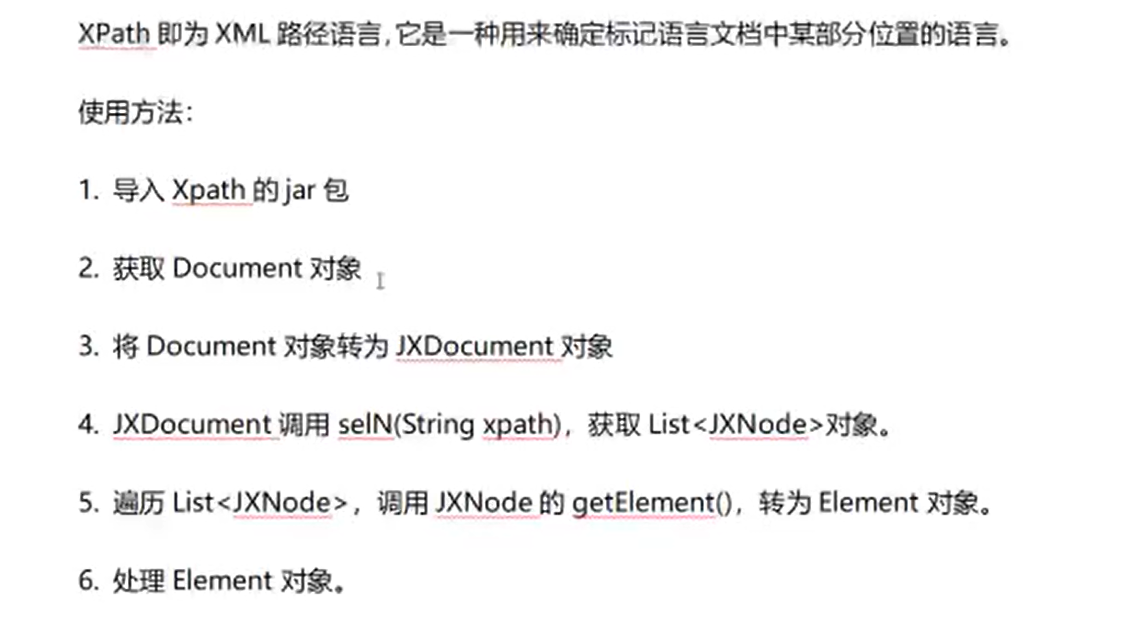 XPath 即为 XML 路径语言,它是一种用来确定标记语言文档中某部分位置的语言。
使用方法：
1. 导入 Xpath 的 jar 包
2. 获取 Document 对象
3. 将 Document 对象转为 JXDocument 对象
4. JXDocument 调用 selN(String xpath)，获取 List<JXNode>对象。
5. 遍历 List<JXNode>，调用 JXNode 的 getElement()，转为 Element 对象。
6. 处理 Element 对象。